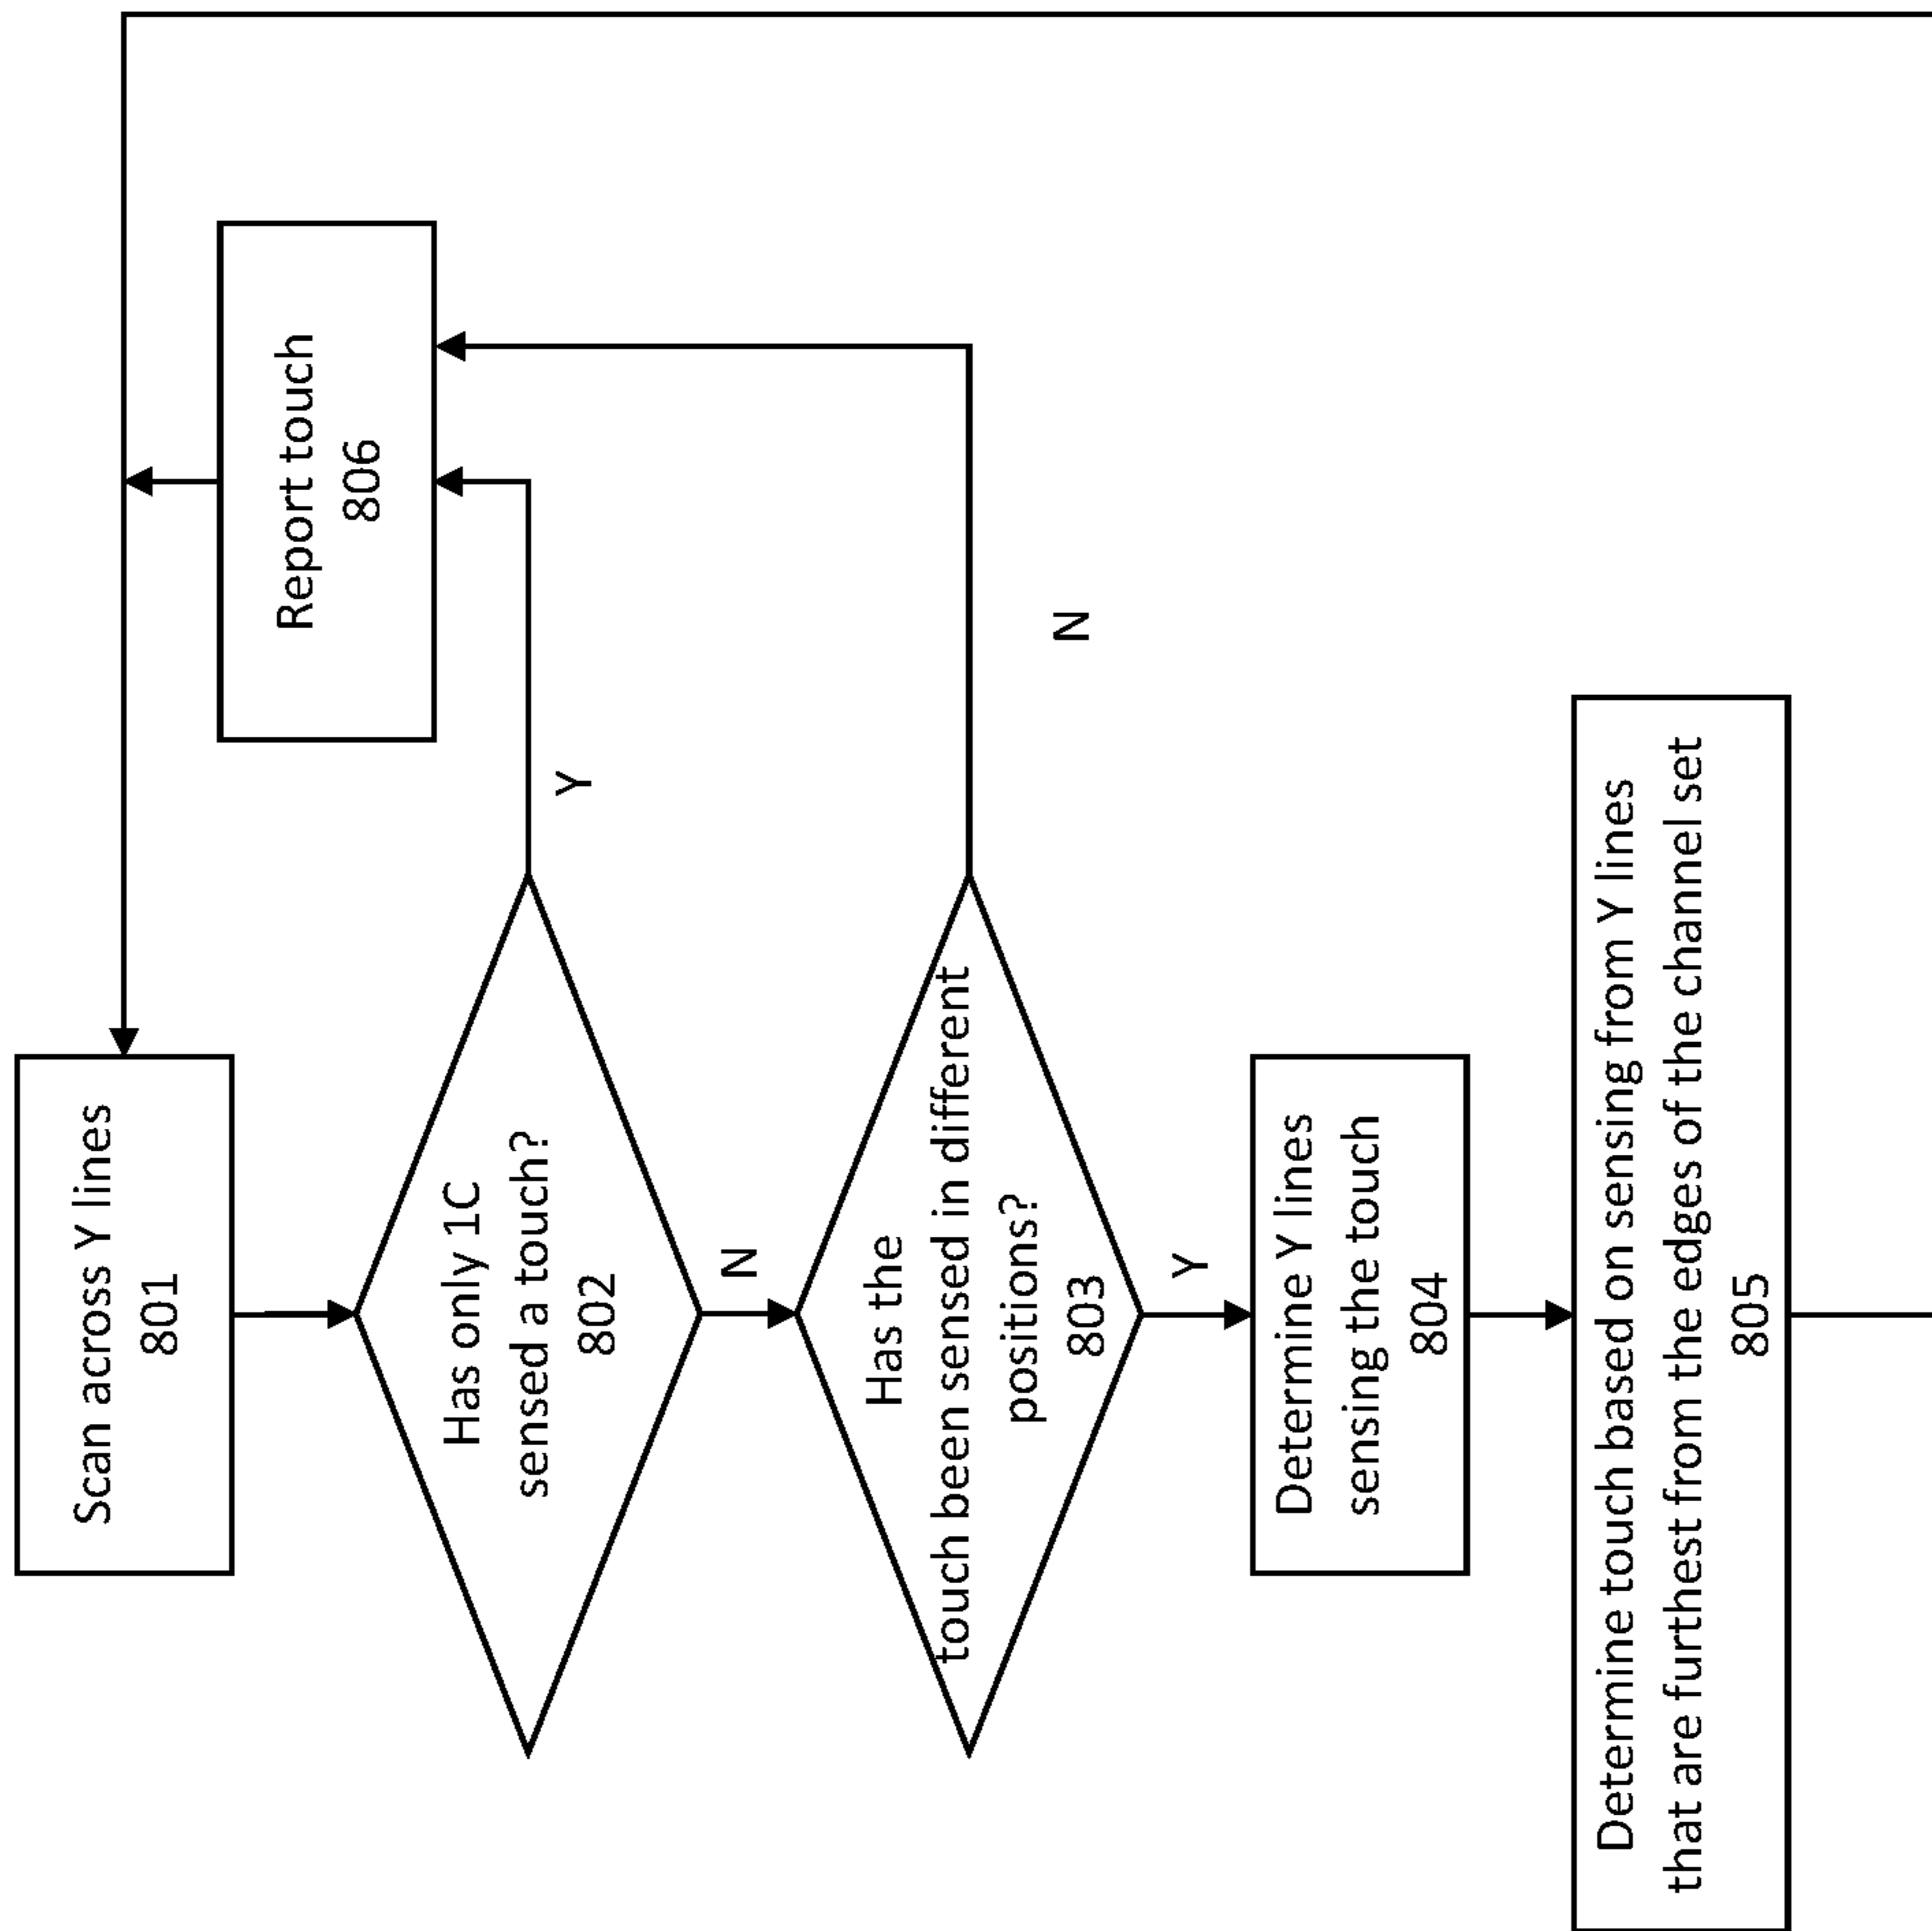 Scan across Y lines
801
Has only 1C
sensed a touch?
802
Y
N
Report touch
806
Has the
touch been sensed in different
positions?
803
N
Y
Determine Y lines
sensing the touch
804
Determine touch based on sensing from Y lines
that are furthest from the edges of the channel set
805